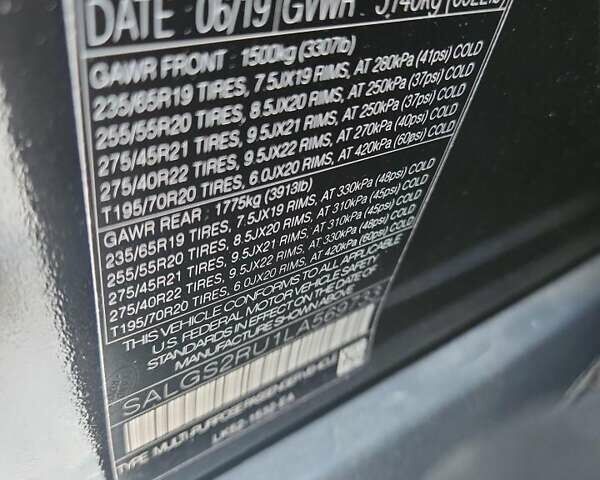 DATE : 06/19 GVWR :
GAWR FRONT : 1500kg (3307lb)
235/65R19 TIRES, 7.5JX19 RIMS, AT 280kPa (41psi) COLD
255/55R20 TIRES, 8.5JX20 RIMS, AT 250kPa (37psi) COLD
275/45R21 TIRES, 9.5JX21 RIMS, AT 250kPa (37psi) COLD
275/40R22 TIRES, 9.5JX22 RIMS, AT 270kPa (40psi) COLD
T195/70R20 TIRES, 6.0JX20 RIMS, AT 420kPa (60psi) COLD
GAWR REAR : 1775kg (3913lb)
235/65R19 TIRES, 7.5JX19 RIMS, AT 330kPa (48psi) COLD
255/55R20 TIRES, 8.5JX20 RIMS, AT 310kPa (45psi) COLD
275/45R21 TIRES, 9.5JX21 RIMS, AT 310kPa (45psi) COLD
275/40R22 TIRES, 9.5JX22 RIMS, AT 330kPa (48psi) COLD
T195/70R20 TIRES, 6.0JX20 RIMS, AT 420kPa (60psi) COLD
THIS VEHICLE CONFORMS TO ALL APPLICABLE
U.S. FEDERAL MOTOR VEHICLE SAFETY
STANDARDS IN EFFECT ON THE DATE OF
MANUFACTURE SHOWN ABOVE
SALGS2RU1LA569733
TYPE MULTI PURPOSE PASSENGER VEHICLE